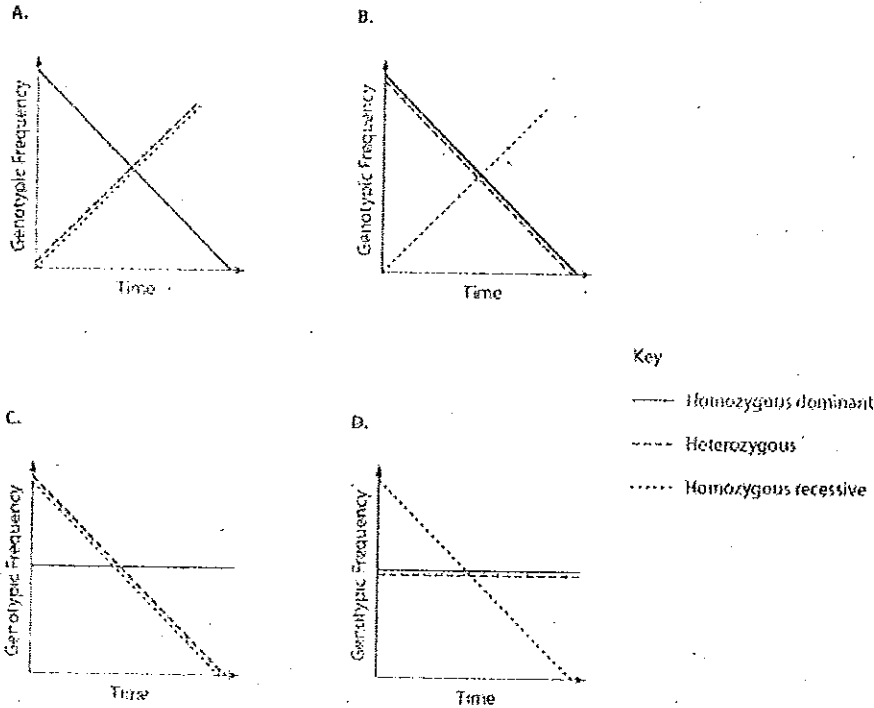 A.
Genotypic Frequency
Time
B.
Genotypic Frequency
Time
Key
Homozygous dominant
Heterozygous
Homozygous recessive
C.
Genotypic Frequency
Time
D.
Genotypic Frequency
Time